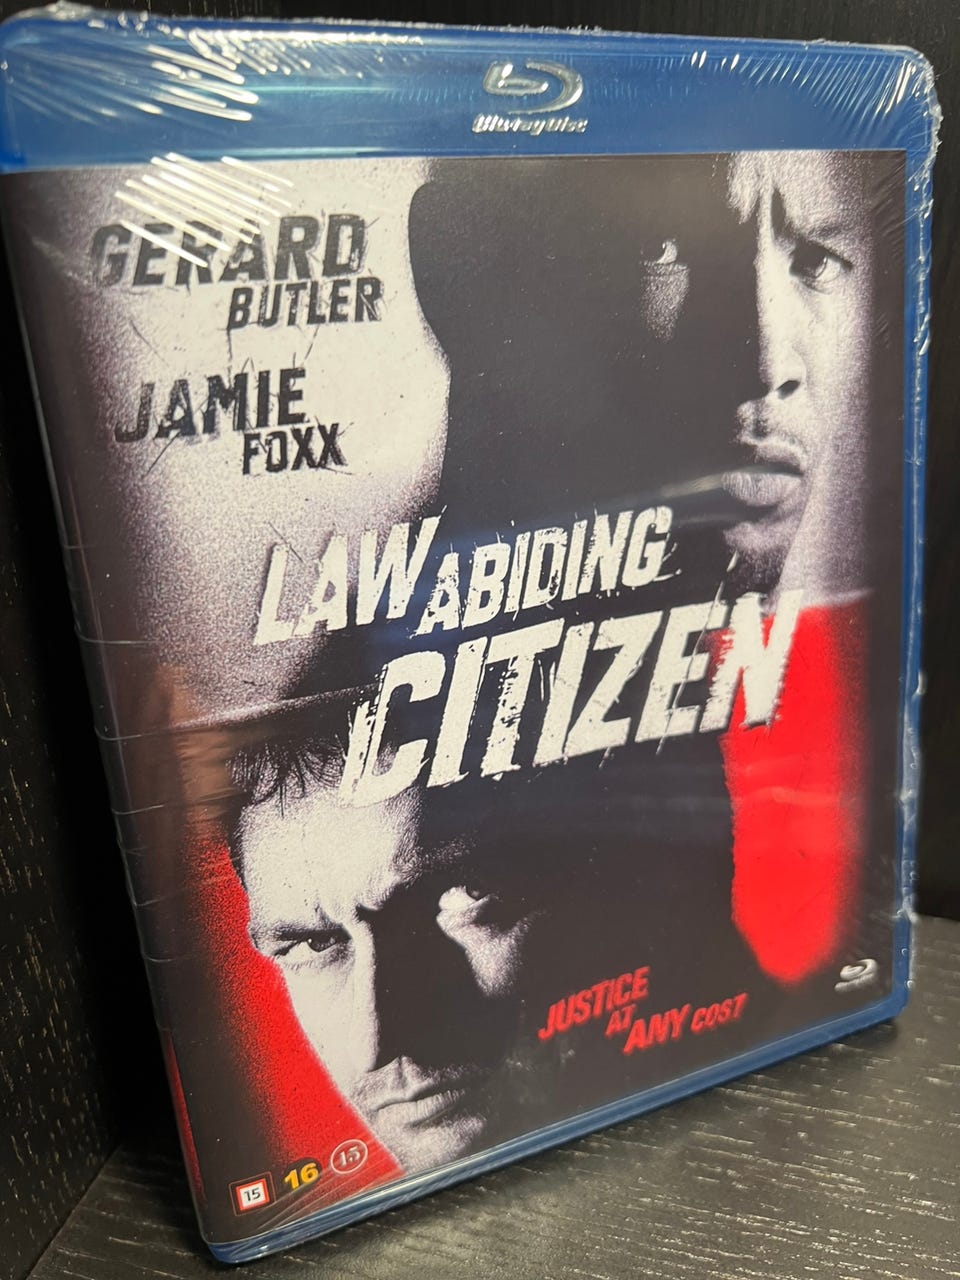 Blu-ray Disc
GERARD
BUTLER
JAMIE
FOXX
LAW ABIDING
CITIZEN
JUSTICE
AT
ANY COST
15
16
15